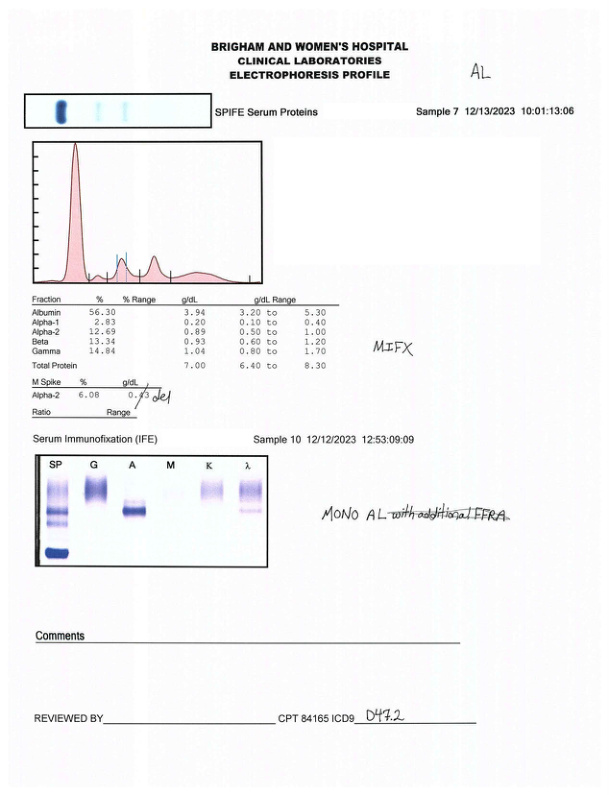 BRIGHAM AND WOMEN'S HOSPITAL
CLINICAL LABORATORIES
ELECTROPHORESIS PROFILE
AL
SPIFE Serum Proteins Sample 7 12/13/2023 10:01:13:06
Fraction % % Range g/dL g/dL Range
Albumin 56.30 3.94 3.20 to 5.30
Alpha-1 2.83 0.20 0.10 to 0.40
Alpha-2 12.69 0.89 0.50 to 1.00
Beta 13.34 0.93 0.60 to 1.20
Gamma 14.84 1.04 0.80 to 1.70
MIFX
Total Protein 7.00 6.40 to 8.30
M Spike % g/dL
Alpha-2 6.08 0.43 del
Ratio Range
Serum Immunofixation (IFE) Sample 10 12/12/2023 12:53:09:09
SP G A M K λ
MONO AL with additional FFRA
Comments
REVIEWED BY CPT 84165 ICD9 D47.2